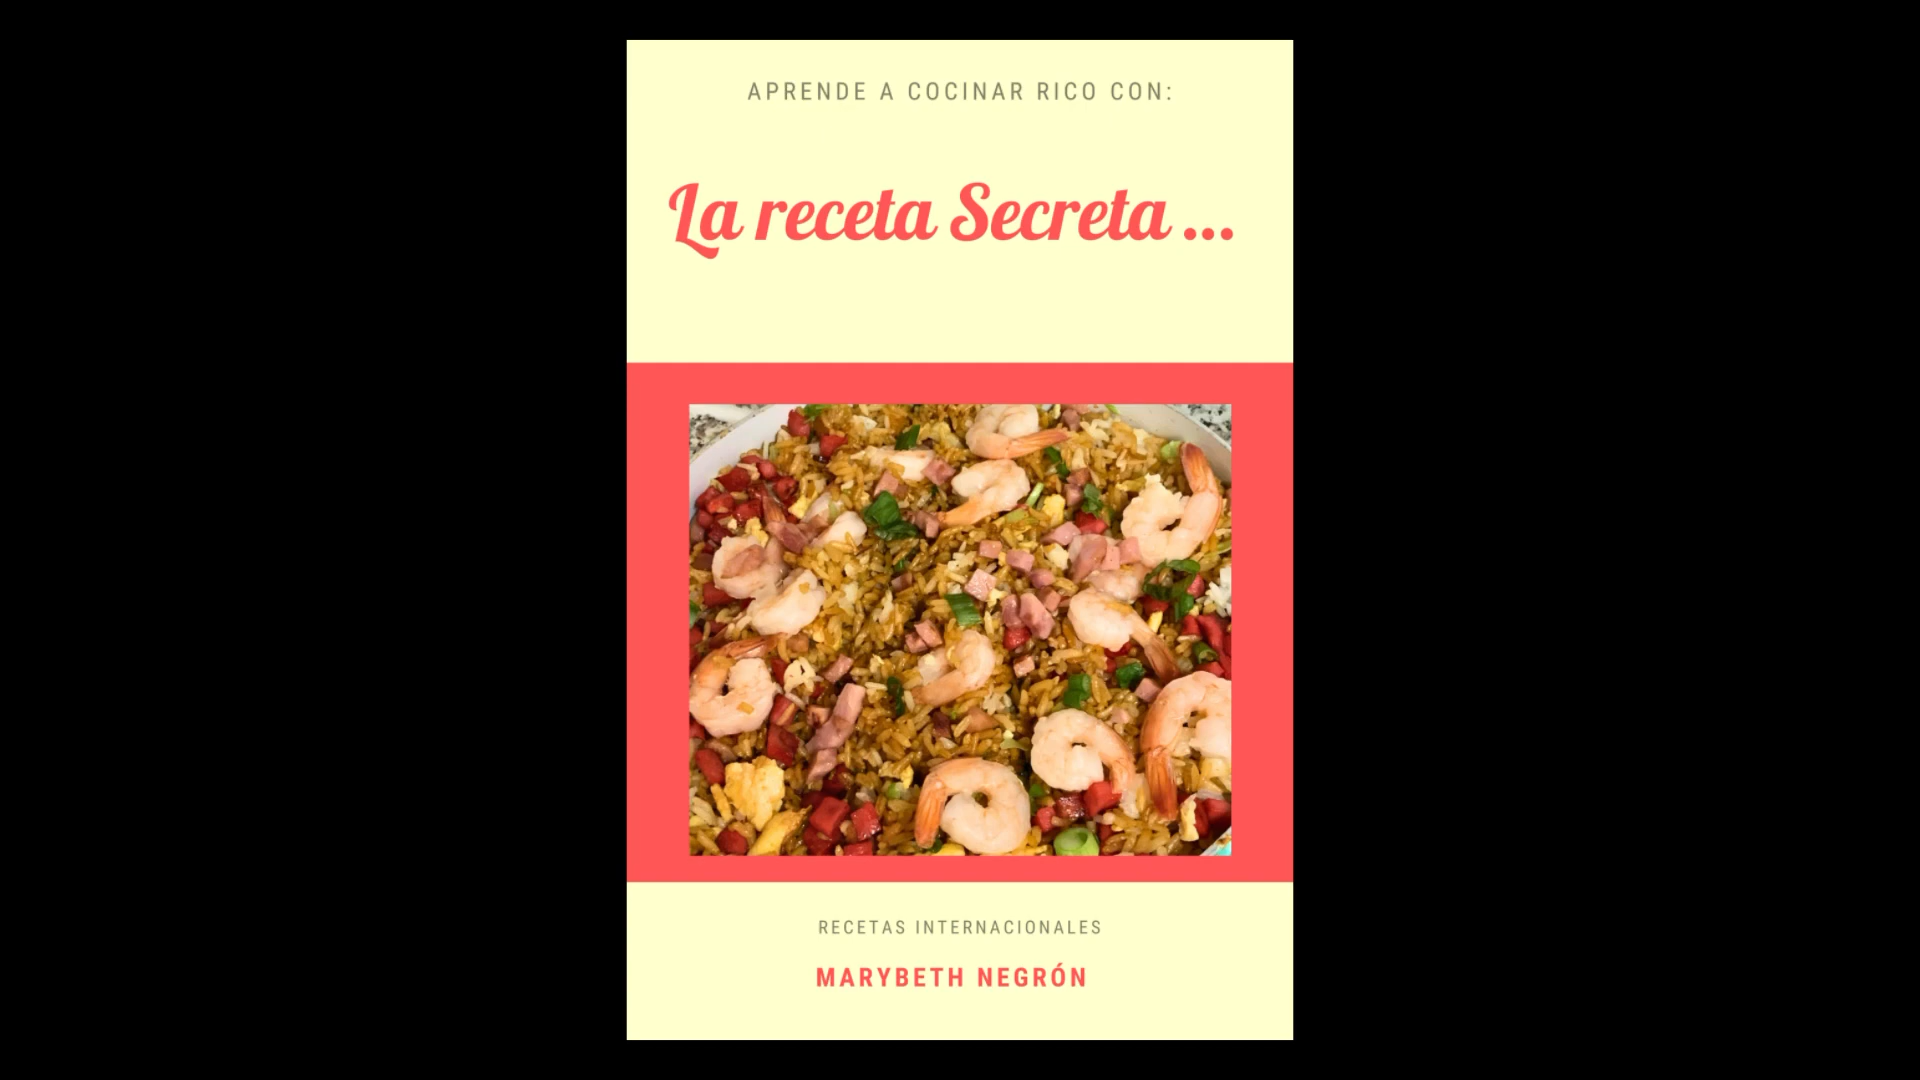 APRENDE A COCINAR RICO CON:
La receta Secreta ...
RECETAS INTERNACIONALES
MARYBETH NEGRÓN